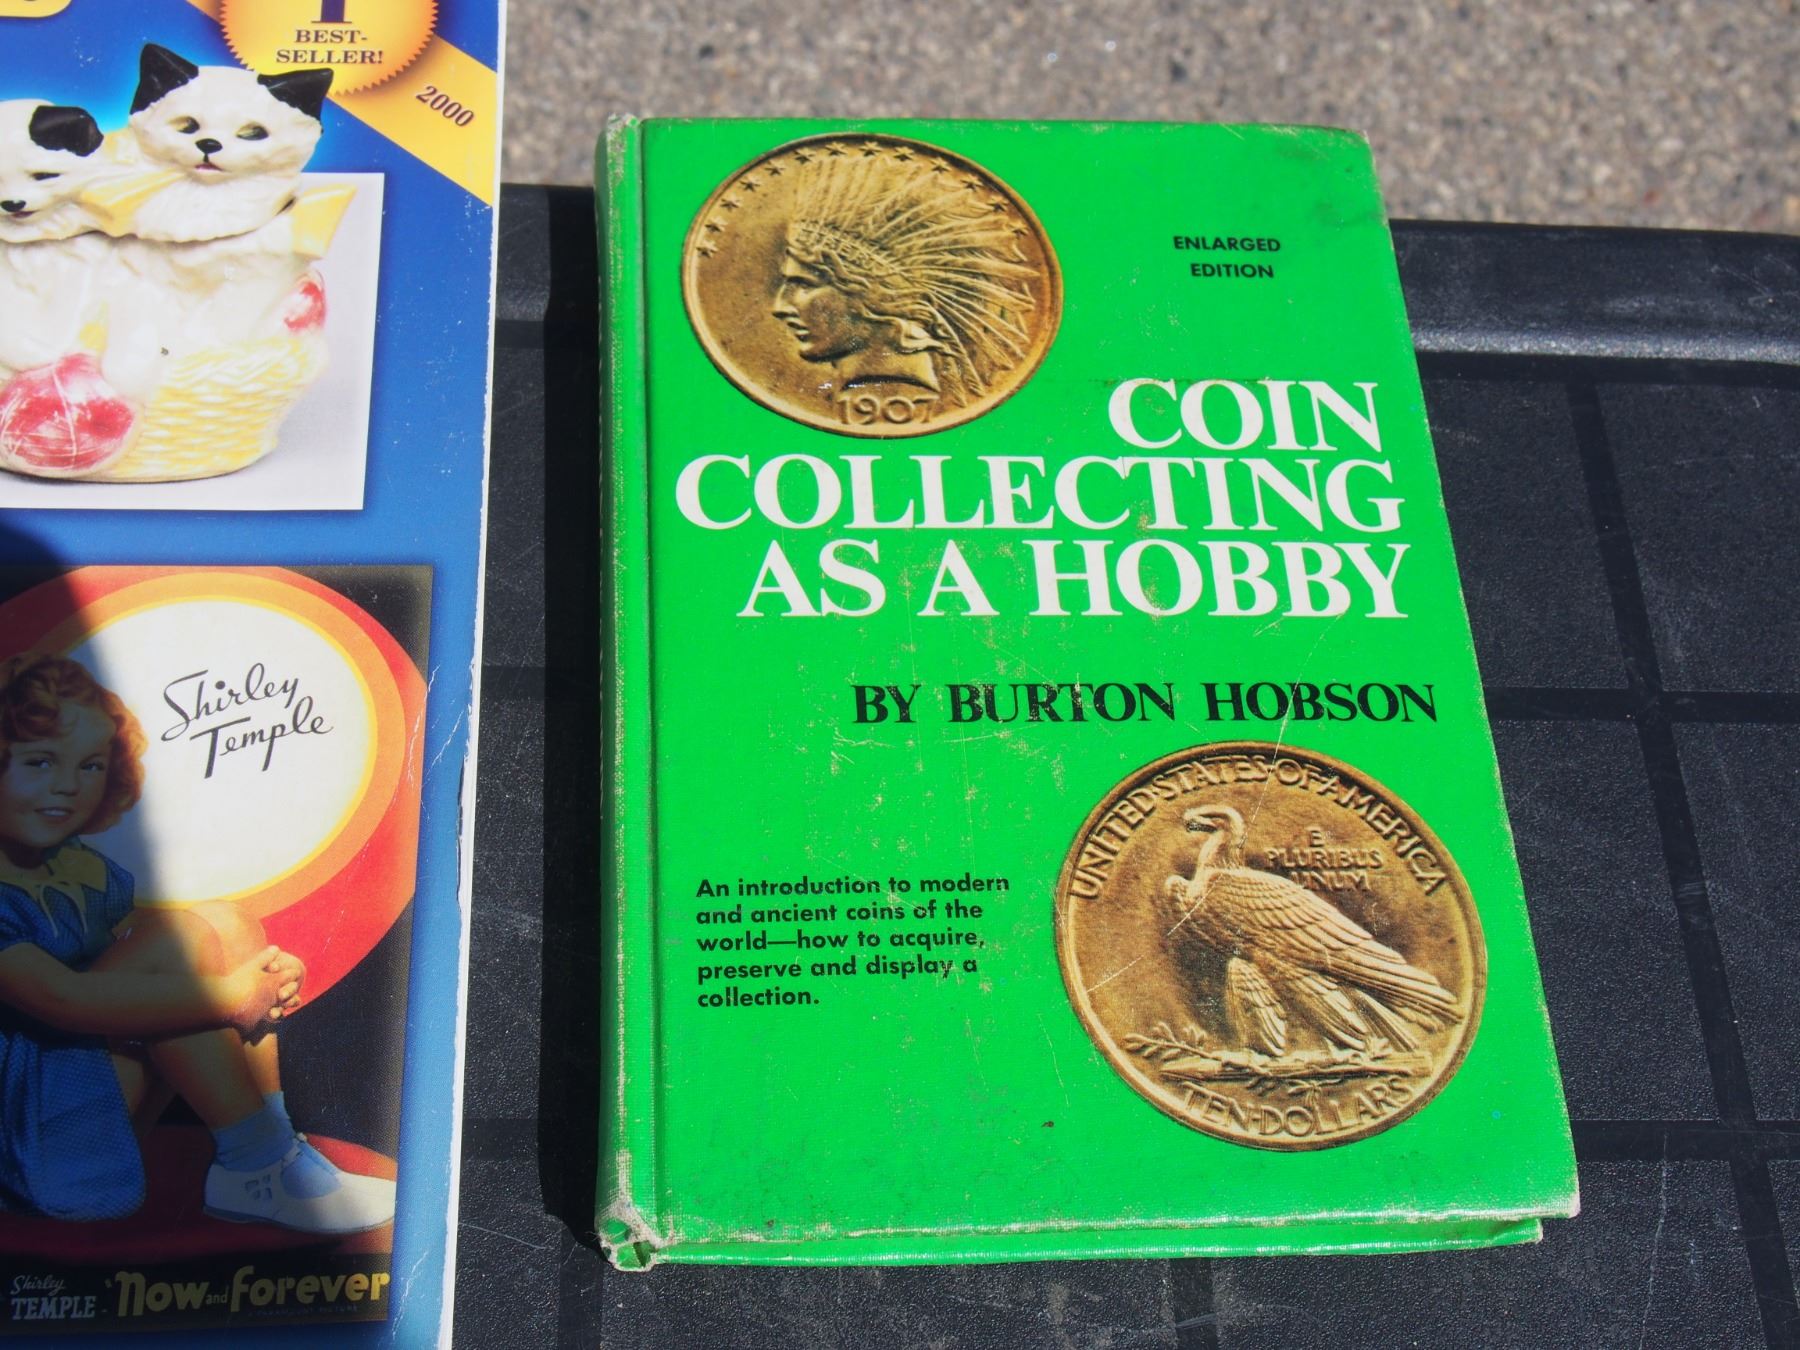 BEST-
SELLER!
2000
Shirley
Temple
Shirley
TEMPLE
Now and Forever
A PARAMOUNT PICTURE
1907
ENLARGED
EDITION
COIN
COLLECTING
AS A HOBBY
BY BURTON HOBSON
An introduction to modern
and ancient coins of the
world—how to acquire,
preserve and display a
collection.
UNITED·STATES·OF·AMERICA
E
PLURIBUS
UNUM
TEN·DOLLARS